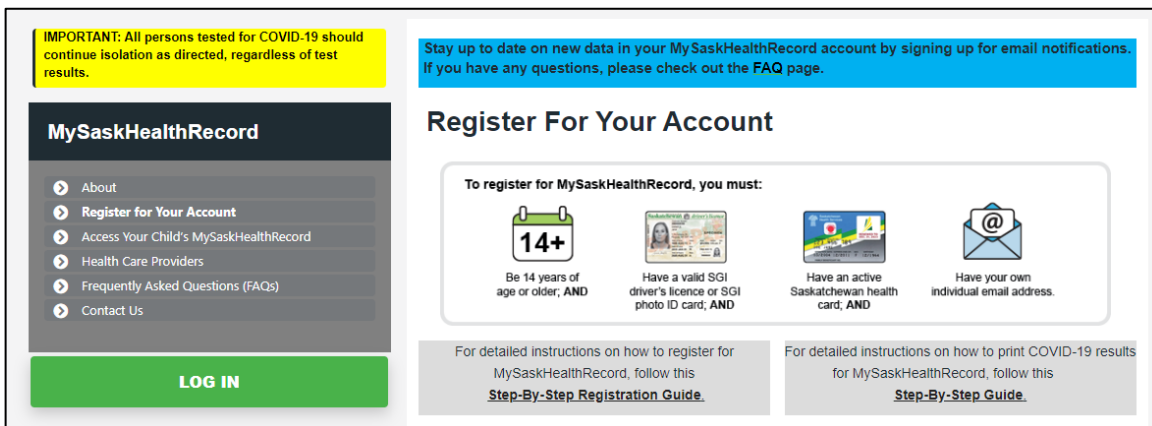 IMPORTANT: All persons tested for COVID-19 should
continue isolation as directed, regardless of test
results.
MySaskHealthRecord
About
Register for Your Account
Access Your Child's MySaskHealthRecord
Health Care Providers
Frequently Asked Questions (FAQs)
Contact Us
LOG IN
Stay up to date on new data in your MySaskHealthRecord account by signing up for email notifications.
If you have any questions, please check out the FAQ page.
Register For Your Account
To register for MySaskHealthRecord, you must:
14+
Be 14 years of
age or older; AND
Have a valid SGI
driver's licence or SGI
photo ID card; AND
Have an active
Saskatchewan health
card; AND
@
Have your own
individual email address.
For detailed instructions on how to register for
MySaskHealthRecord, follow this
Step-By-Step Registration Guide.
For detailed instructions on how to print COVID-19 results
for MySaskHealthRecord, follow this
Step-By-Step Guide.